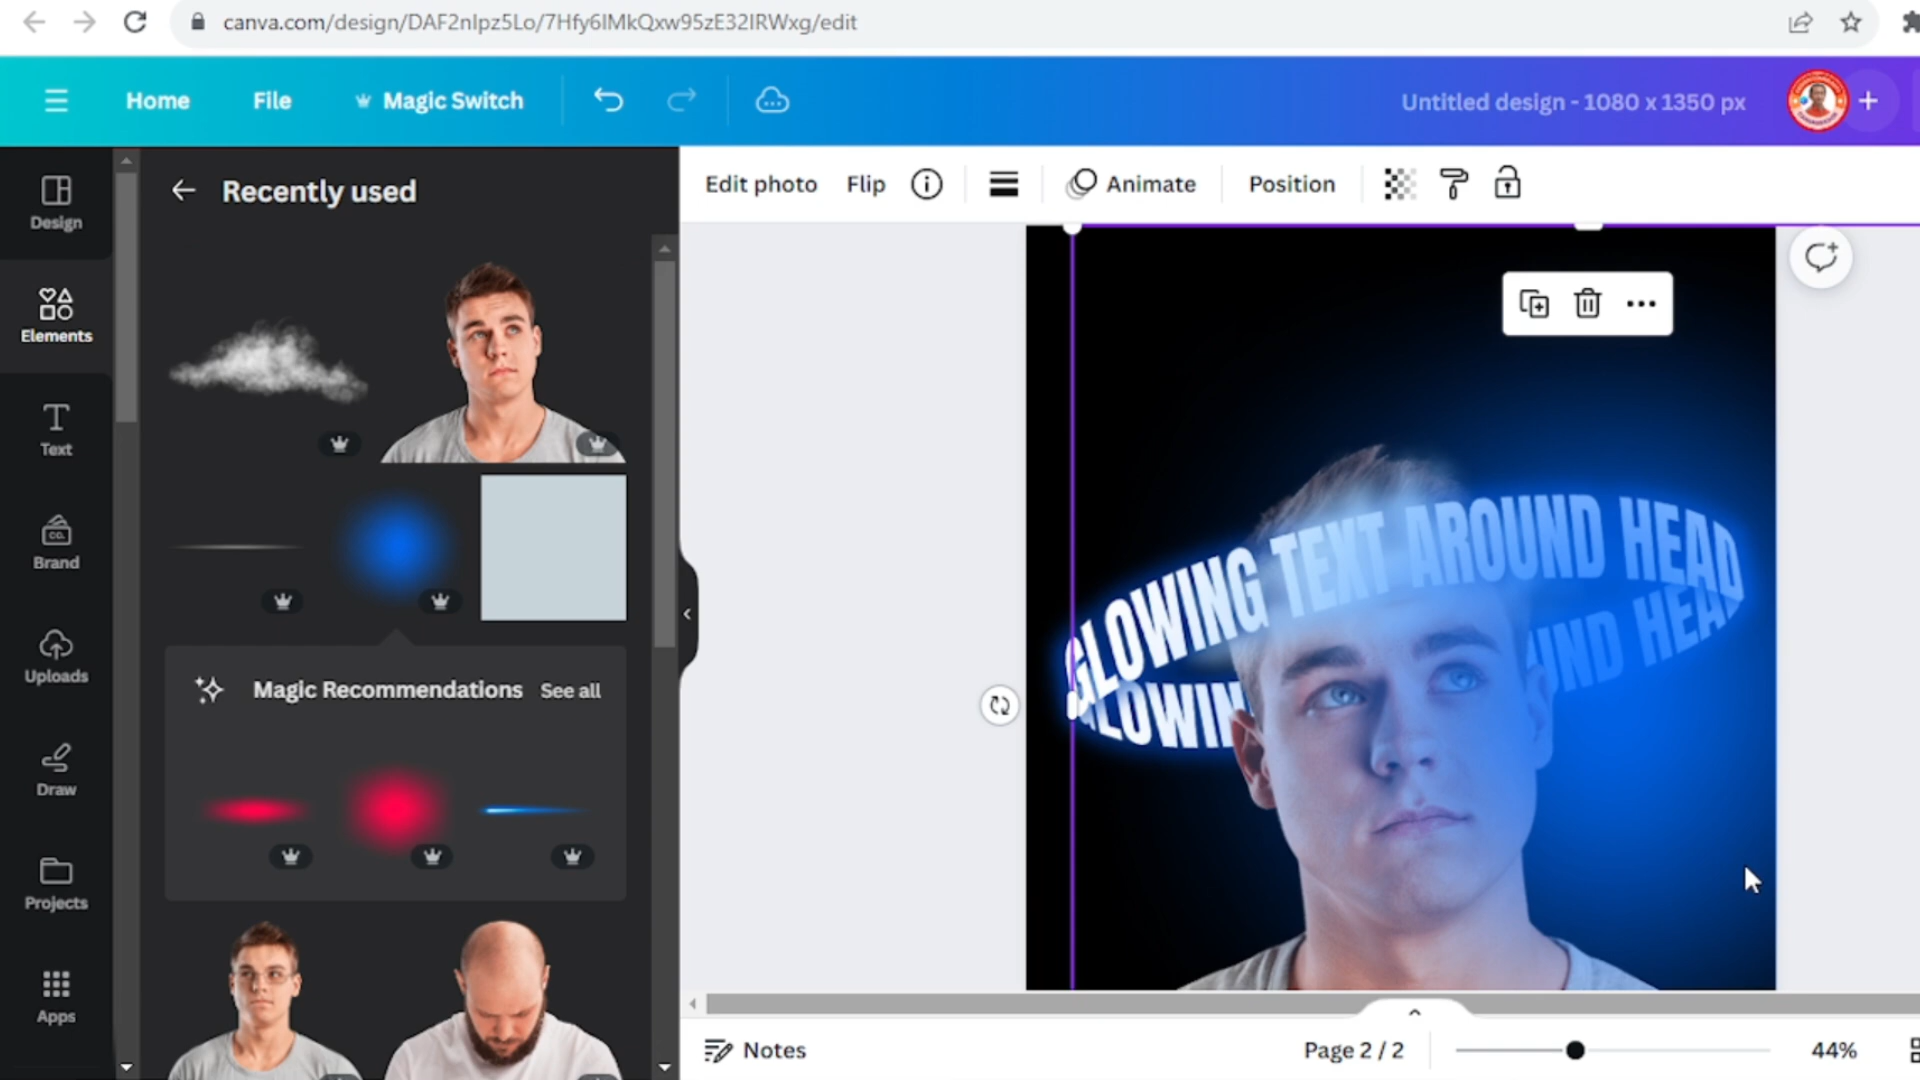 canva.com/design/DAF2nIpz5Lo/7Hfy6IMkQxw95zE32IRWxg/edit
Home File Magic Switch Untitled design - 1080 x 1350 px
Design
Elements
Text
CO.
Brand
Uploads
Draw
Projects
Apps
Recently used
Magic Recommendations See all
Edit photo Flip Animate Position
GLOWING TEXT AROUND HEAD
GLOWIN UND HEAD
Notes Page 2 / 2 44%